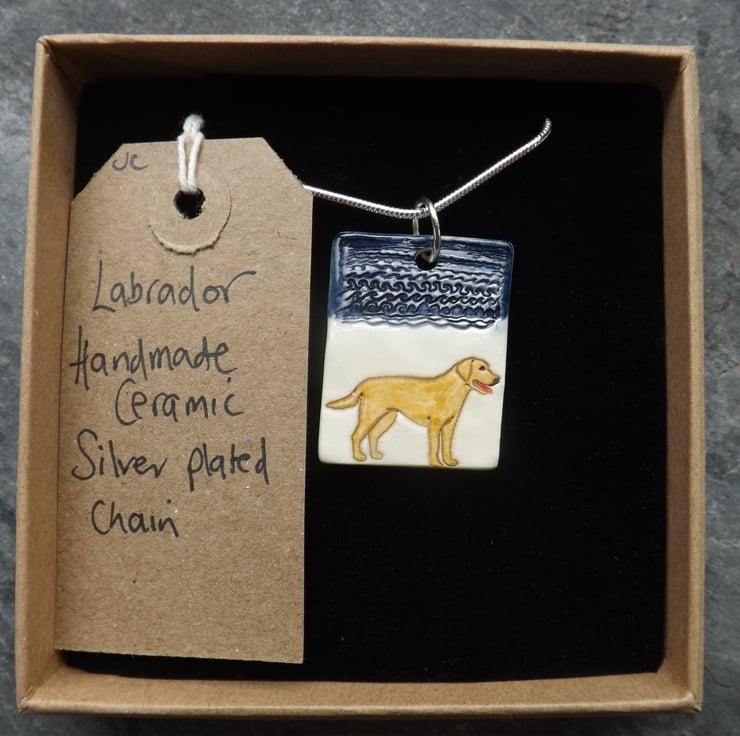 JC
Labrador
Handmade
Ceramic
Silver plated
Chain